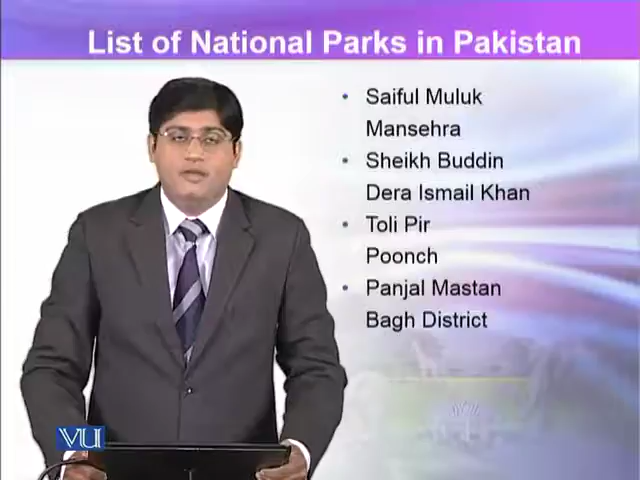 List of National Parks in Pakistan
• Saiful Muluk
Mansehra
• Sheikh Buddin
Dera Ismail Khan
• Toli Pir
Poonch
• Panjal Mastan
Bagh District
VU